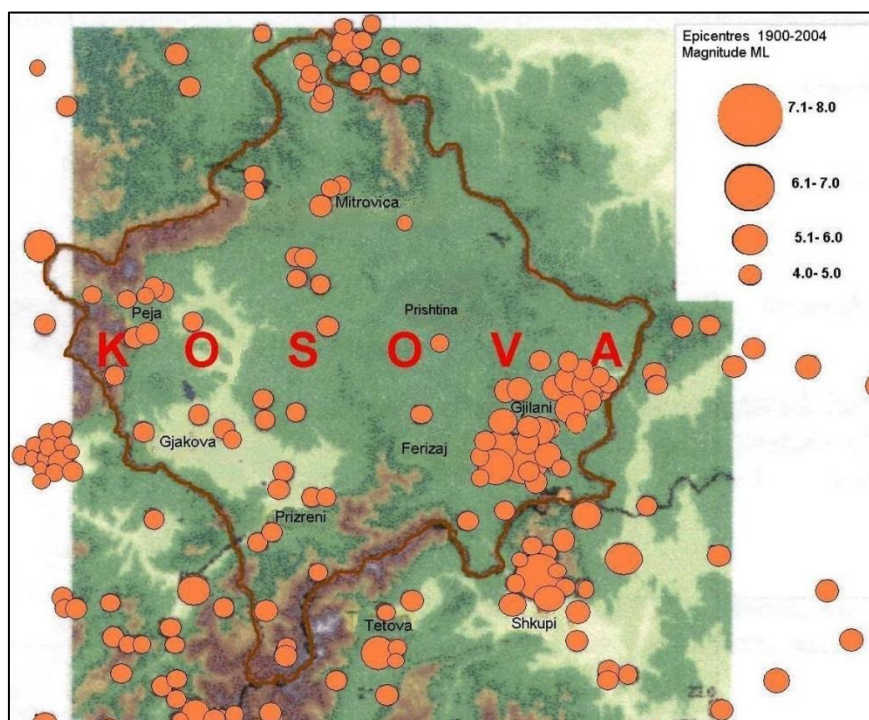 Epicentres 1900-2004
Magnitude ML
7.1- 8.0
6.1- 7.0
5.1- 6.0
4.0- 5.0
Mitrovica
Peja
Prishtina
K O S O V A
Gjilani
Gjakova
Ferizaj
Prizreni
Tetova
Shkupi